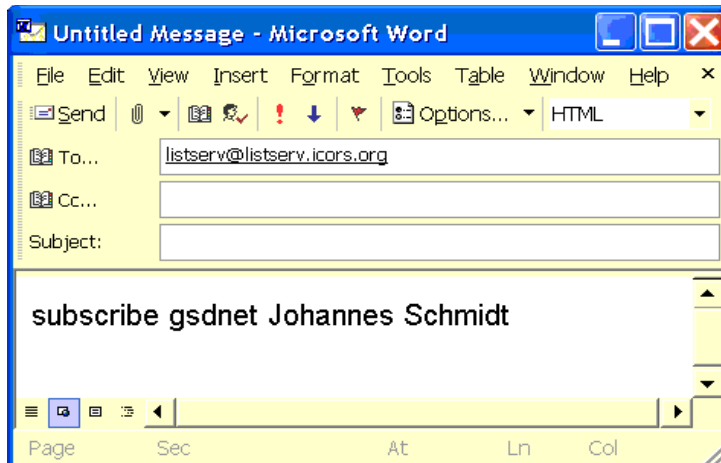 Untitled Message - Microsoft Word
File Edit View Insert Format Tools Table Window Help
Send Options... HTML
To... listserv@listserv.icors.org
Cc...
Subject:
subscribe gsdnet Johannes Schmidt
Page Sec At Ln Col